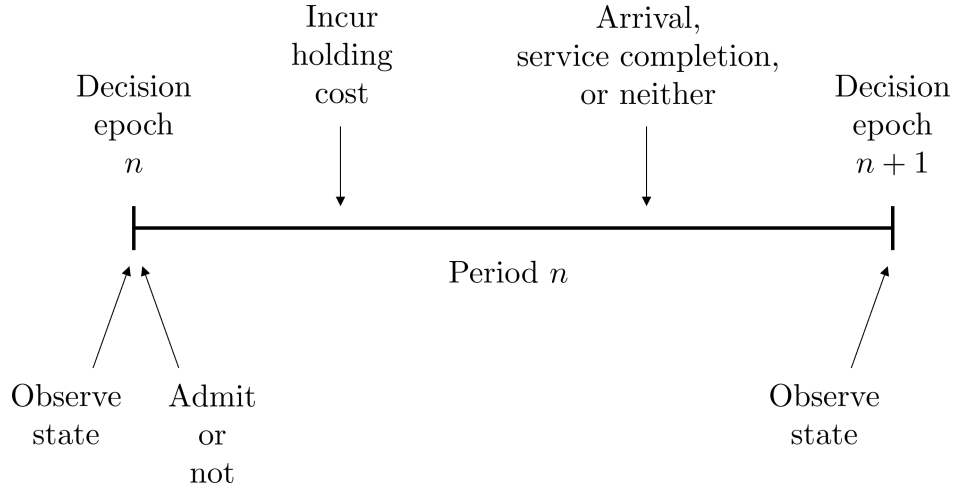 Incur
holding
cost
Arrival,
service completion,
or neither
Decision
epoch
n
Decision
epoch
n + 1
Period n
Observe
state
Admit
or
not
Observe
state